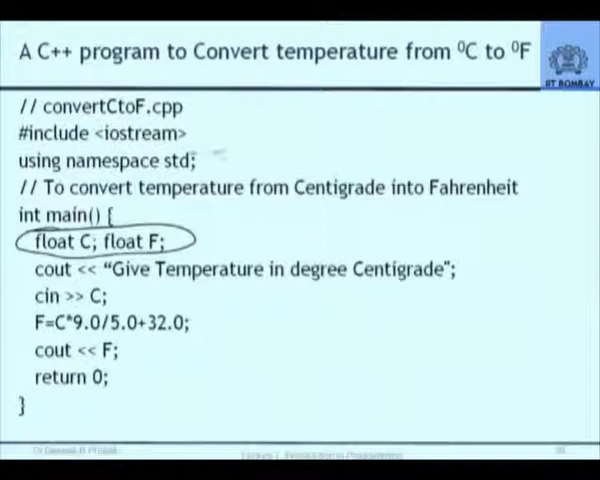 A C++ program to Convert temperature from ⁰C to ⁰F
IIT BOMBAY
// convertCtoF.cpp
#include <iostream>
using namespace std;
// To convert temperature from Centigrade into Fahrenheit
int main() {
float C; float F;
cout << “Give Temperature in degree Centigrade”;
cin >> C;
F=C*9.0/5.0+32.0;
cout << F;
return 0;
}